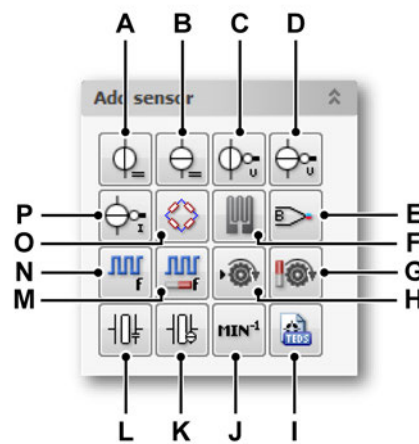 A B C D
Add sensor
U U
P I B E
O F
N f f G
M H
MIN⁻¹ TEDS
L K J I